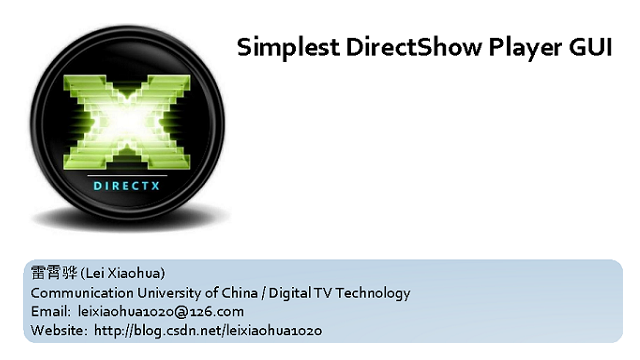 Simplest DirectShow Player GUI
DIRECTX
雷霄骅 (Lei Xiaohua)
Communication University of China / Digital TV Technology
Email: leixiaohua1020@126.com
Website: http://blog.csdn.net/leixiaohua1020